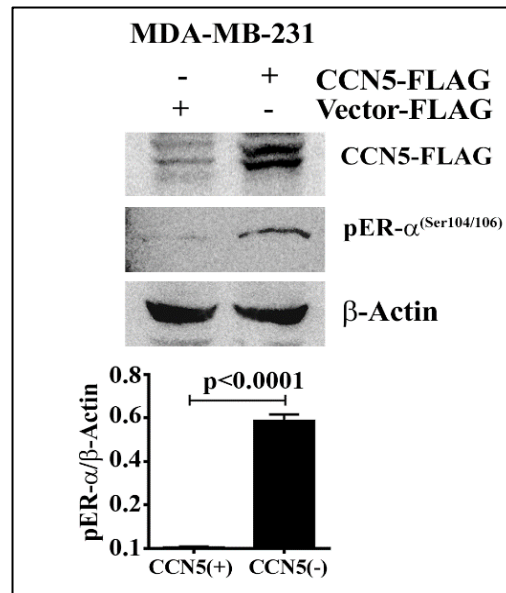 MDA-MB-231
- + CCN5-FLAG
+ - Vector-FLAG
CCN5-FLAG
pER-α(Ser104/106)
β-Actin
0.8
p<0.0001
0.6
0.4
0.2
0.1
pER-α/β-Actin
CCN5(+) CCN5(-)